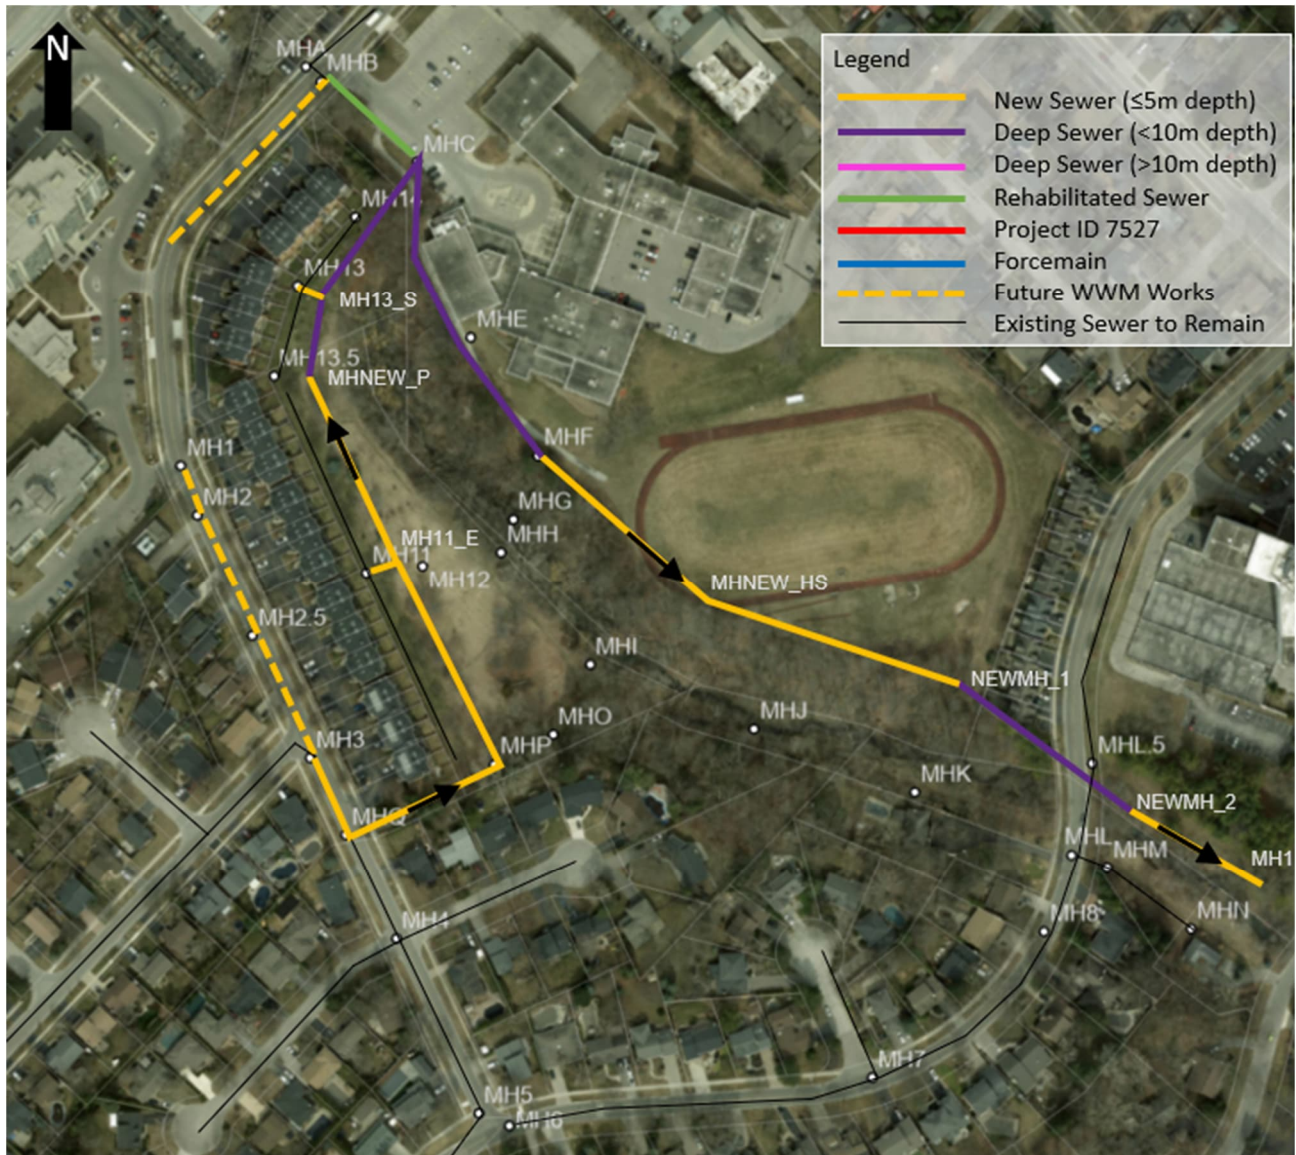 N
MHA
MHB
Legend
New Sewer (≤5m depth)
Deep Sewer (<10m depth)
Deep Sewer (>10m depth)
Rehabilitated Sewer
Project ID 7527
Forcemain
Future WWM Works
Existing Sewer to Remain
MHC
MH14
MH13
MH13_S
MHE
MH13.5
MHNEW_P
MHF
MH1
MH2
MHG
MHH
MH11_E
MH11
MH12
MHNEW_HS
MH2.5
MHI
NEWMH_1
MHO
MHJ
MH3
MHP
MHL.5
MHK
NEWMH_2
MHQ
MHL
MHM
MH1
MH4
MH8
MHN
MH7
MH5
MH6